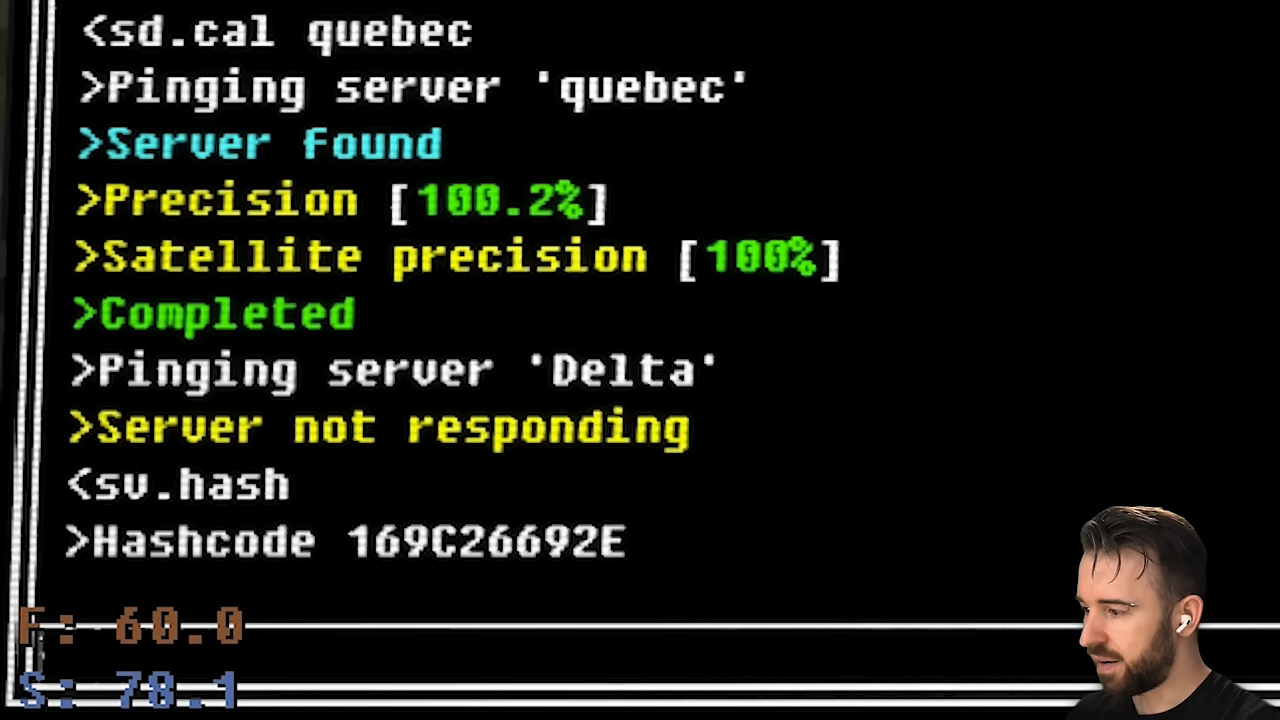 <sd.cal quebec
>Pinging server 'quebec'
>Server found
>Precision [100.2%]
>Satellite precision [100%]
>Completed
>Pinging server 'Delta'
>Server not responding
<sv.hash
>Hashcode 169C26692E
F: 60.0
S: 78.1